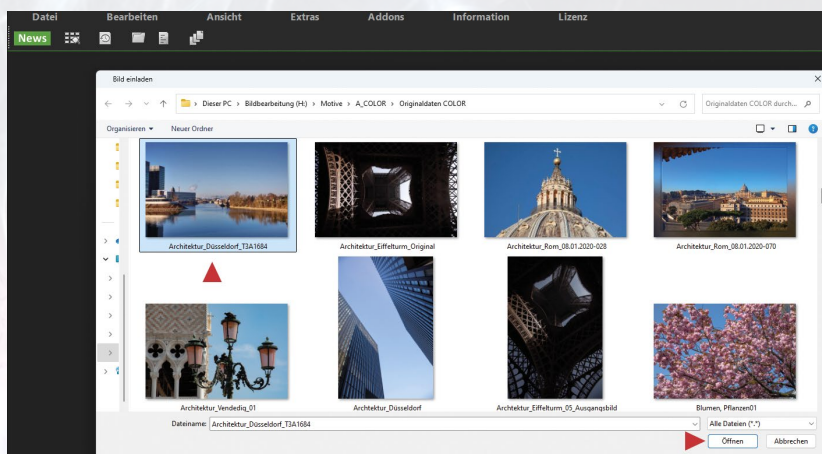 Datei Bearbeiten Ansicht Extras Addons Information Lizenz
News
Bild einladen
Dieser PC › Bildbearbeitung (H:) › Motive › A_COLOR › Originaldaten COLOR
Originaldaten COLOR durch...
Organisieren Neuer Ordner
Architektur_Düsseldorf_T3A1684 Architektur_Eiffelturm_Original Architektur_Rom_08.01.2020-028 Architektur_Rom_08.01.2020-070
Architektur_Vendedig_01 Archtektur_Düsseldorf Archtektur_Eiffelturm_05_Ausgangsbild Blumen, Pflanzen01
Dateiname: Architektur_Düsseldorf_T3A1684 Alle Dateien (*.*)
Öffnen Abbrechen